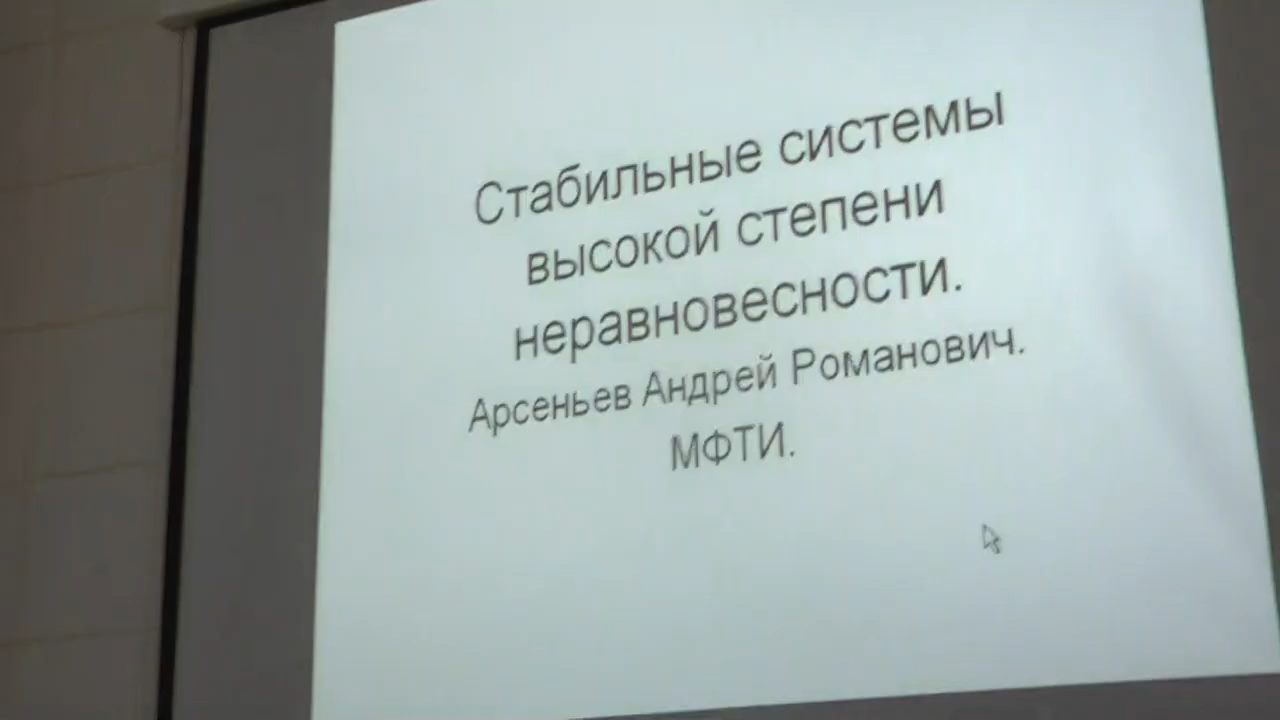 Стабильные системы
высокой степени
неравновесности.
Арсеньев Андрей Романович.
МФТИ.